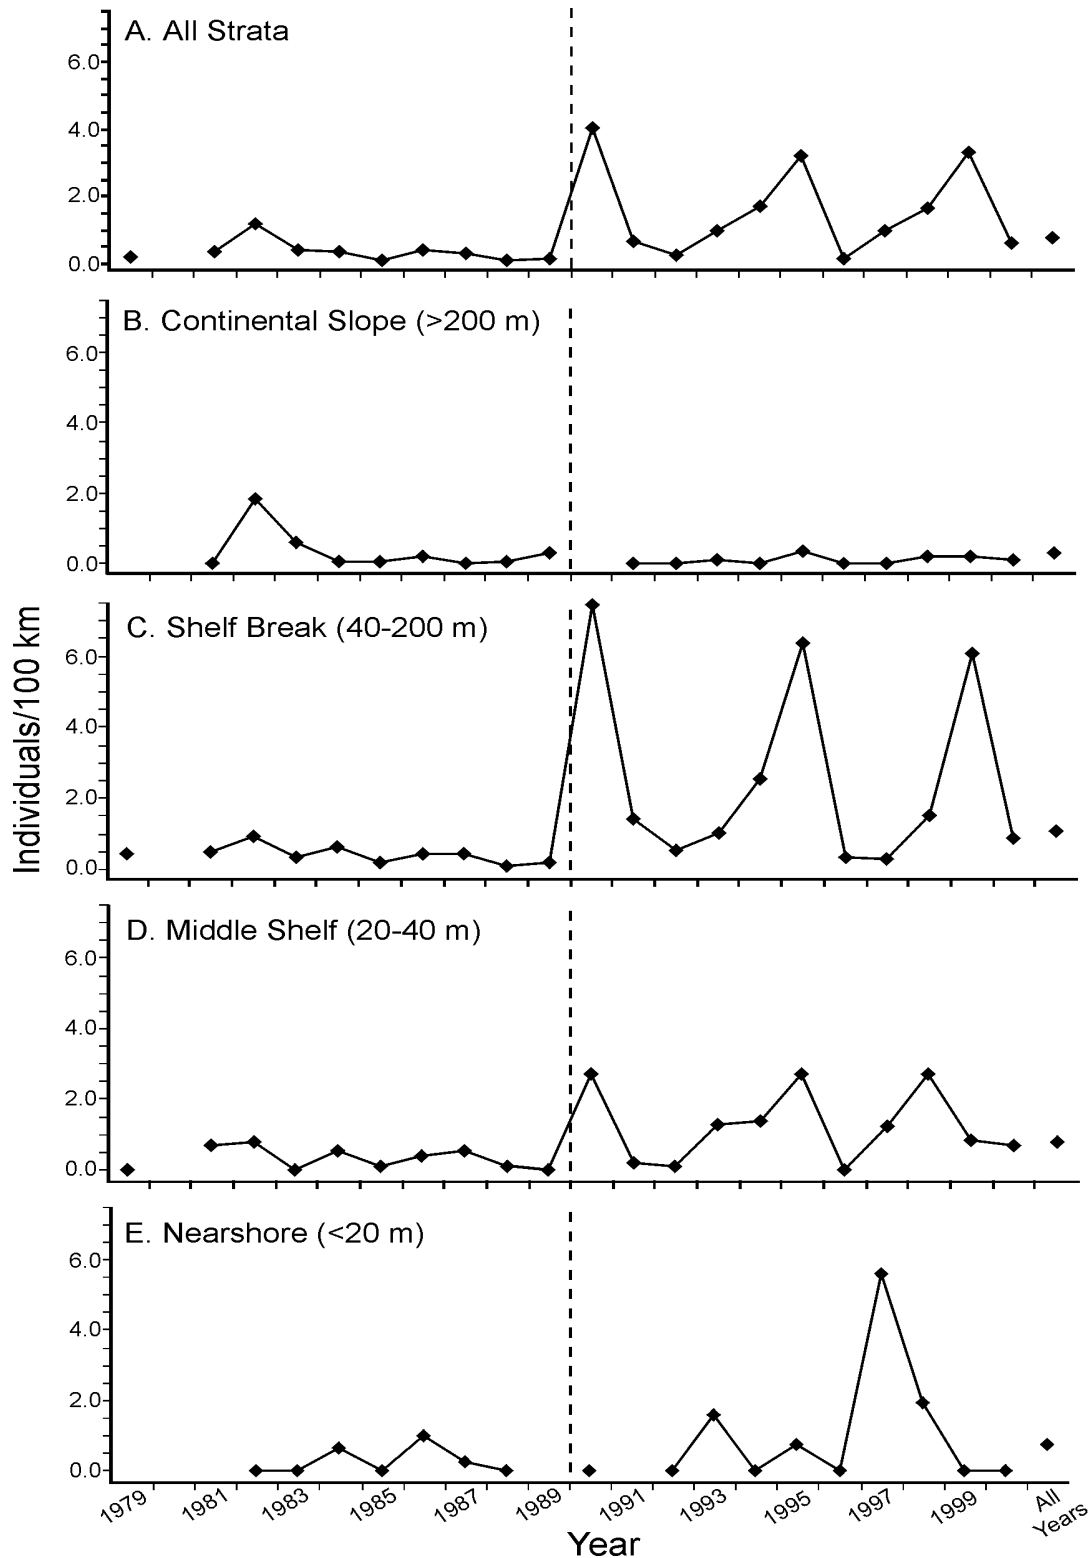 A. All Strata
6.0
4.0
2.0
0.0
B. Continental Slope (>200 m)
6.0
4.0
2.0
0.0
C. Shelf Break (40-200 m)
6.0
4.0
2.0
0.0
D. Middle Shelf (20-40 m)
6.0
4.0
2.0
0.0
E. Nearshore (<20 m)
6.0
4.0
2.0
0.0
Individuals/100 km
1979 1981 1983 1985 1987 1989 1991 1993 1995 1997 1999 All
Years
Year